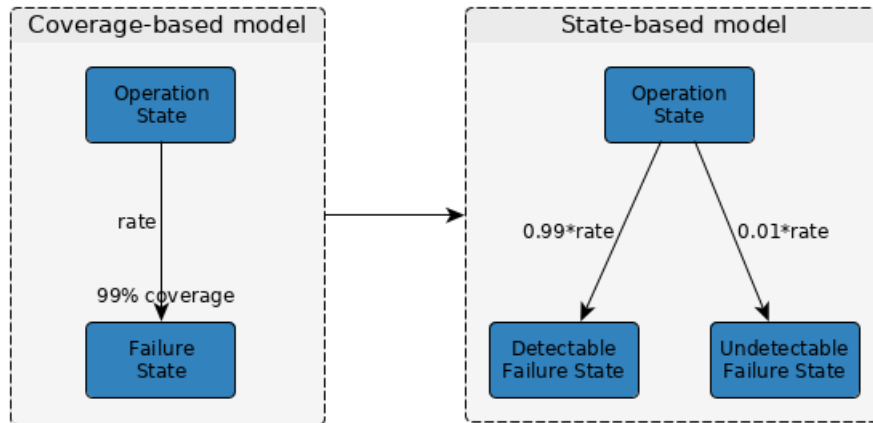 Coverage-based model
Operation
State
rate
99% coverage
Failure
State
State-based model
Operation
State
0.99*rate
0.01*rate
Detectable
Failure State
Undetectable
Failure State